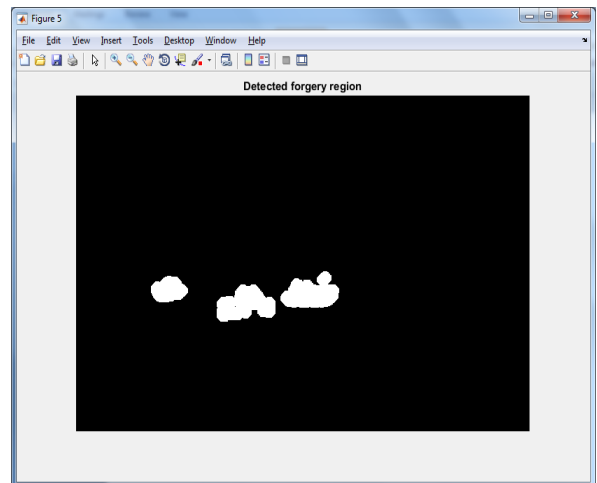 Figure 5
File Edit View Insert Tools Desktop Window Help
Detected forgery region